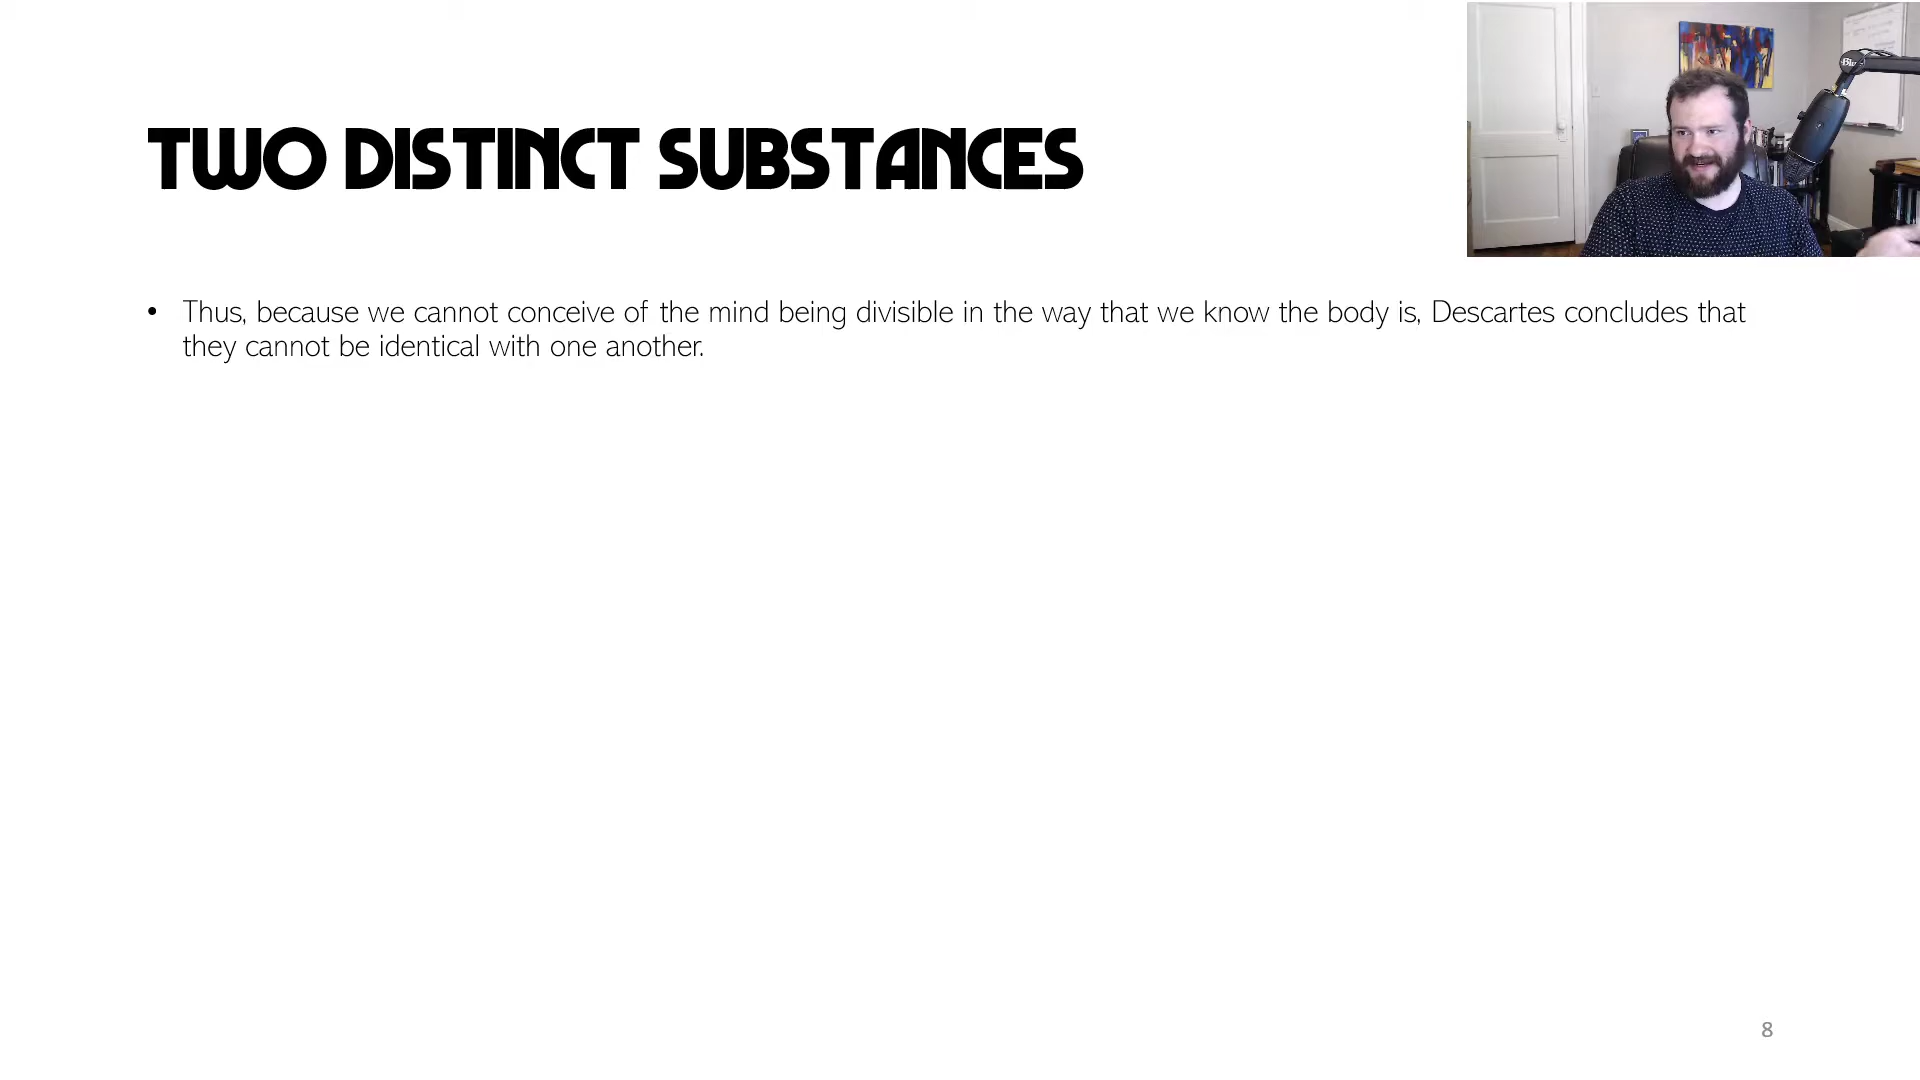 TWO DISTINCT SUBSTANCES
• Thus, because we cannot conceive of the mind being divisible in the way that we know the body is, Descartes concludes that
they cannot be identical with one another.
8